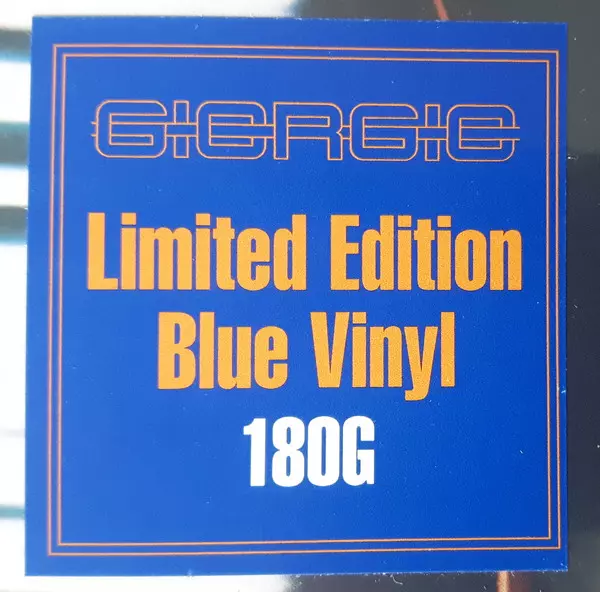 GIORGIO
Limited Edition
Blue Vinyl
180G